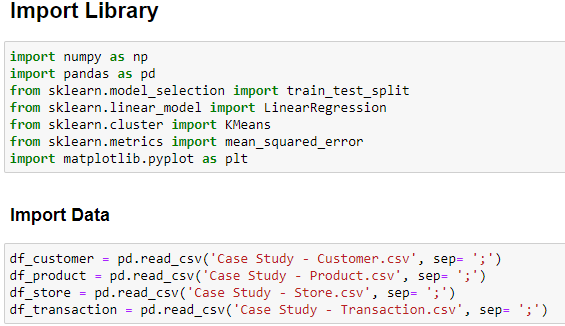 Import Library
import numpy as np
import pandas as pd
from sklearn.model_selection import train_test_split
from sklearn.linear_model import LinearRegression
from sklearn.cluster import KMeans
from sklearn.metrics import mean_squared_error
import matplotlib.pyplot as plt
Import Data
df_customer = pd.read_csv('Case Study - Customer.csv', sep= ';')
df_product = pd.read_csv('Case Study - Product.csv', sep= ';')
df_store = pd.read_csv('Case Study - Store.csv', sep= ';')
df_transaction = pd.read_csv('Case Study - Transaction.csv', sep= ';')